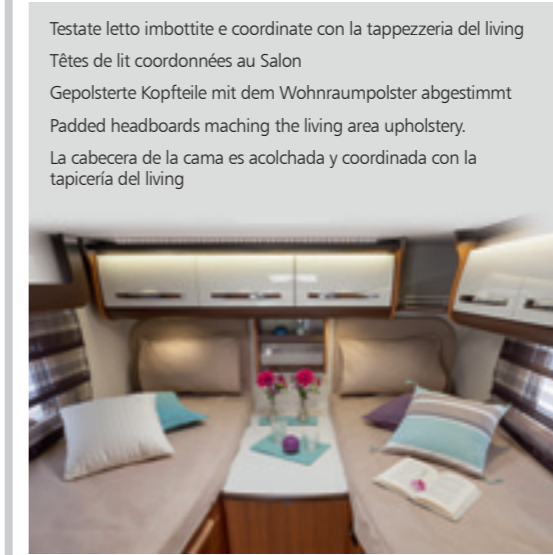 Testate letto imbottite e coordinate con la tappezzeria del living
Têtes de lit coordonnées au Salon
Gepolsterte Kopfteile mit dem Wohnraumpolster abgestimmt
Padded headboards maching the living area upholstery.
La cabecera de la cama es acolchada y coordinada con la
tapicería del living